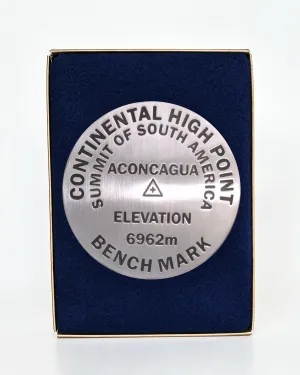 CONTINENTAL HIGH POINT
SUMMIT OF SOUTH AMERICA
ACONCAGUA
ELEVATION
6962m
BENCH MARK